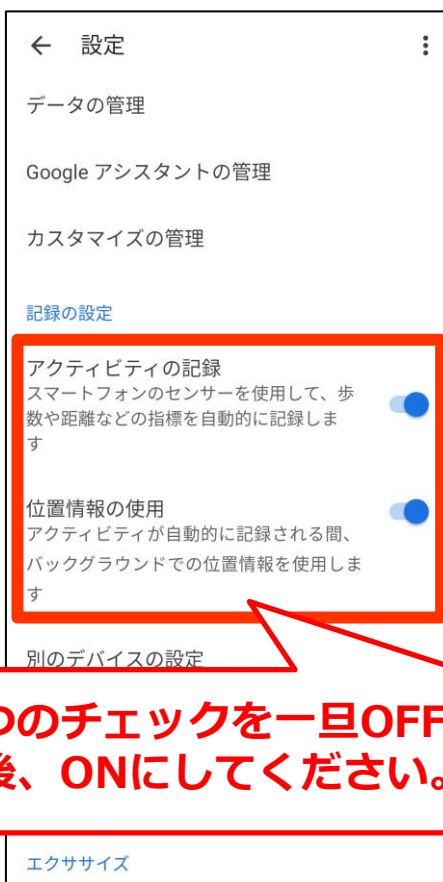 設定
データの管理
Google アシスタントの管理
カスタマイズの管理
記録の設定
アクティビティの記録
スマートフォンのセンサーを使用して、歩
数や距離などの指標を自動的に記録しま
す
位置情報の使用
アクティビティが自動的に記録される間、
バックグラウンドでの位置情報を使用しま
す
別のデバイスの設定
つのチェックを一旦OFF
後、ONにしてください。
エクササイズ